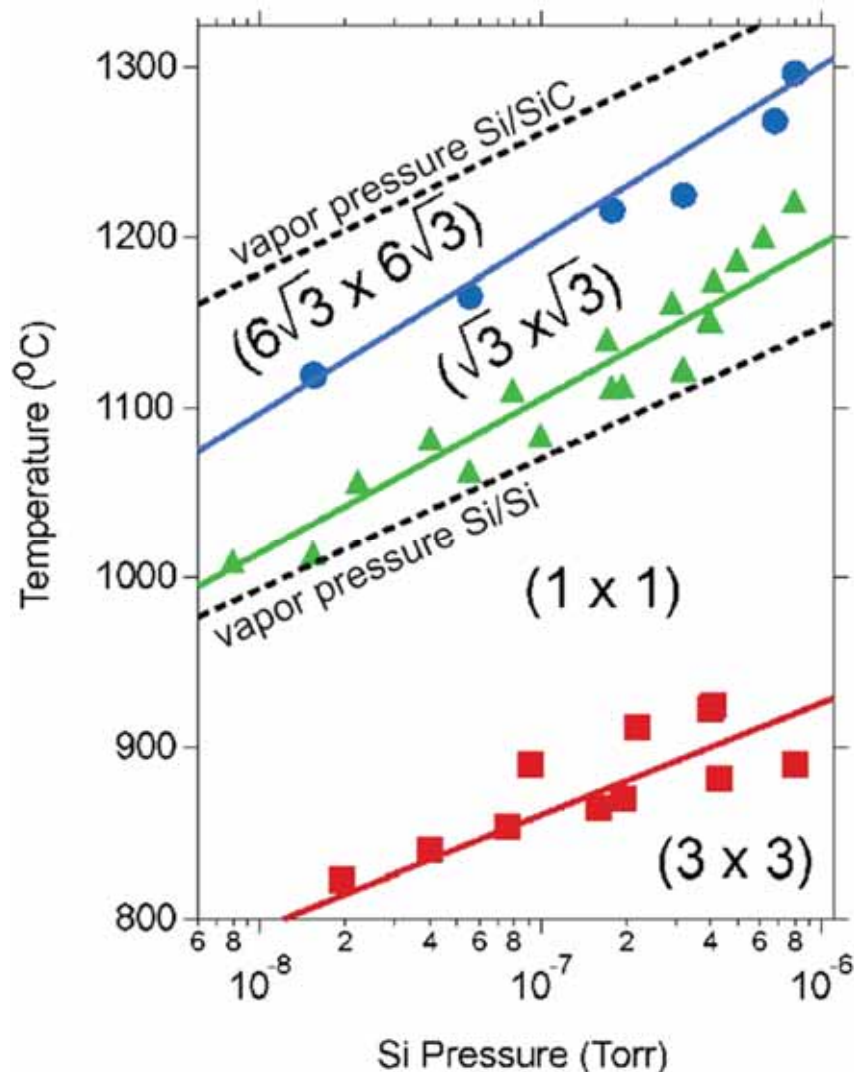 1300
1200
1100
1000
900
800
Temperature (ºC)
vapor pressure Si/SiC
(6√3 x 6√3)
(√3 x√3)
vapor pressure Si/Si
(1 x 1)
(3 x 3)
6 8 2 4 6 8 2 4 6 8
10⁻⁸ 10⁻⁷ 10⁻⁶
Si Pressure (Torr)